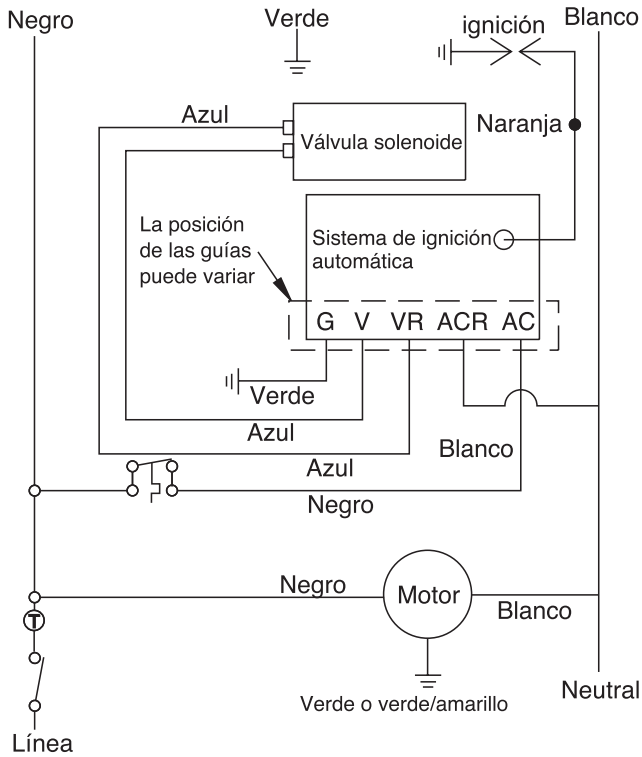 Negro
Verde
ignición
Blanco
Azul
Válvula solenoide
Naranja
La posición
de las guías
puede variar
Sistema de ignición
automática
G V VR ACR AC
Verde
Azul
Blanco
Azul
Negro
Negro
Motor
Blanco
T
Verde o verde/amarillo
Neutral
Línea